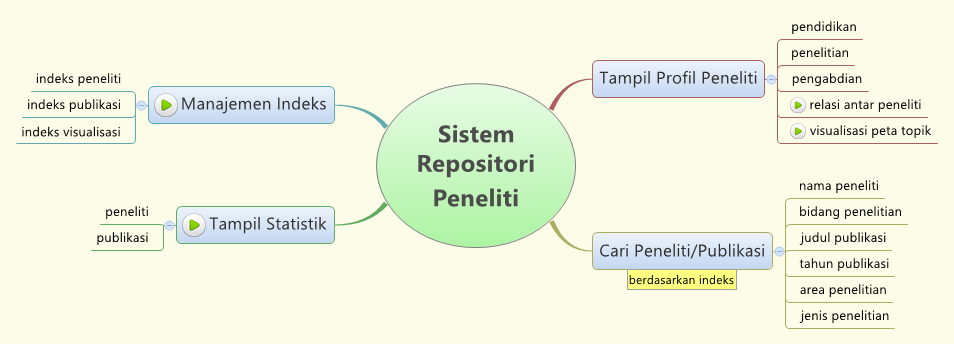 Sistem
Repositori
Peneliti
Tampil Profil Peneliti
pendidikan
penelitian
pengabdian
relasi antar peneliti
visualisasi peta topik
Cari Peneliti/Publikasi
berdasarkan indeks
nama peneliti
bidang penelitian
judul publikasi
tahun publikasi
area penelitian
jenis penelitian
Manajemen Indeks
indeks peneliti
indeks publikasi
indeks visualisasi
Tampil Statistik
peneliti
publikasi